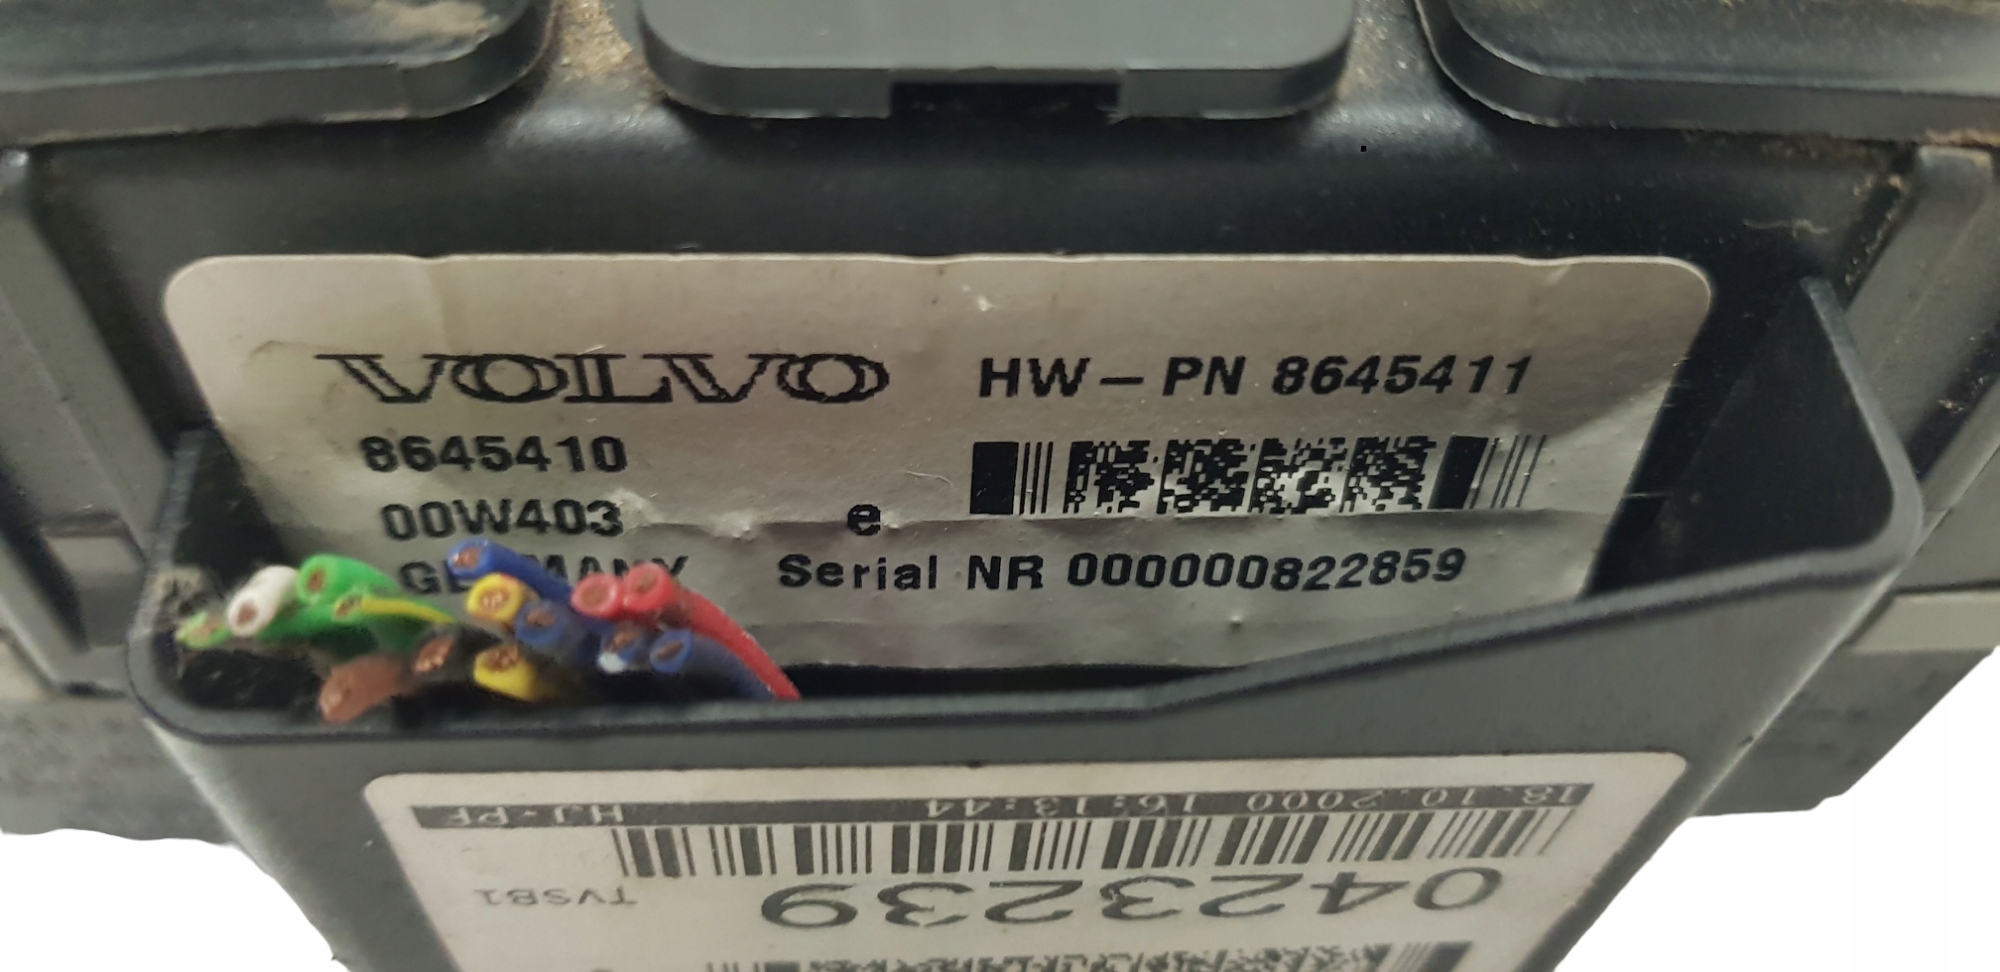 VOLVO HW-PN 8645411
8645410
00W403 e
GERMANY Serial NR 000000822859
18.10.2000 16:13:44 HJ-PF
0423239
TVSB1